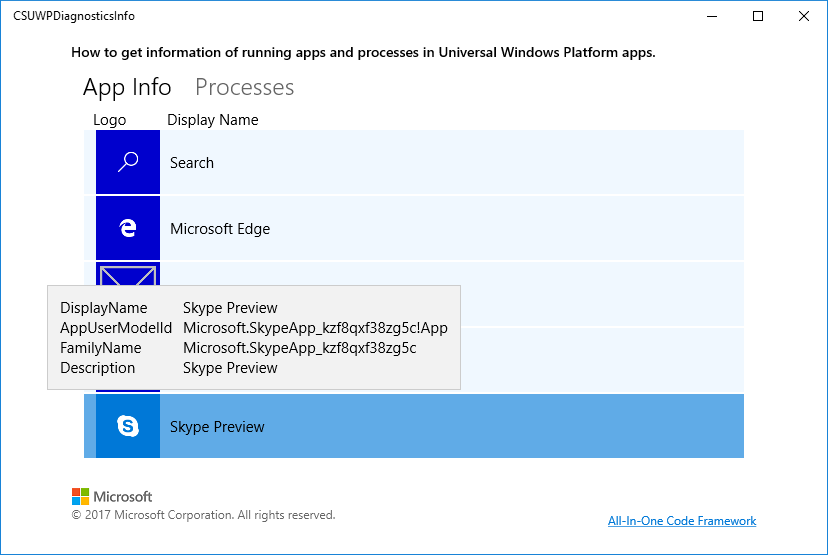 CSUWPDiagnosticsInfo
How to get information of running apps and processes in Universal Windows Platform apps.
App Info Processes
Logo Display Name
Search
Microsoft Edge
DisplayName Skype Preview
AppUserModelId Microsoft.SkypeApp_kzf8qxf38zg5c!App
FamilyName Microsoft.SkypeApp_kzf8qxf38zg5c
Description Skype Preview
Skype Preview
Microsoft
© 2017 Microsoft Corporation. All rights reserved.
All-In-One Code Framework